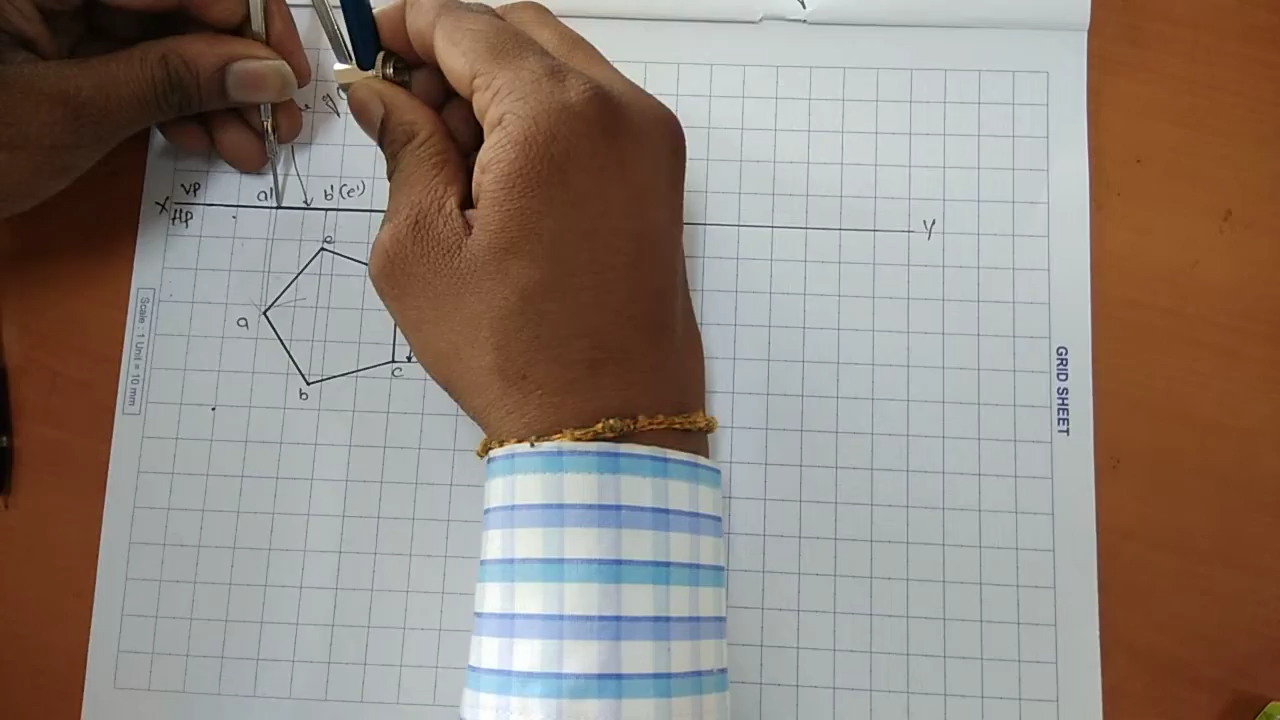 VP a' b'(e')
X Y
HP
e
a
c
b
Scale : 1 Unit = 10 mm
GRID SHEET